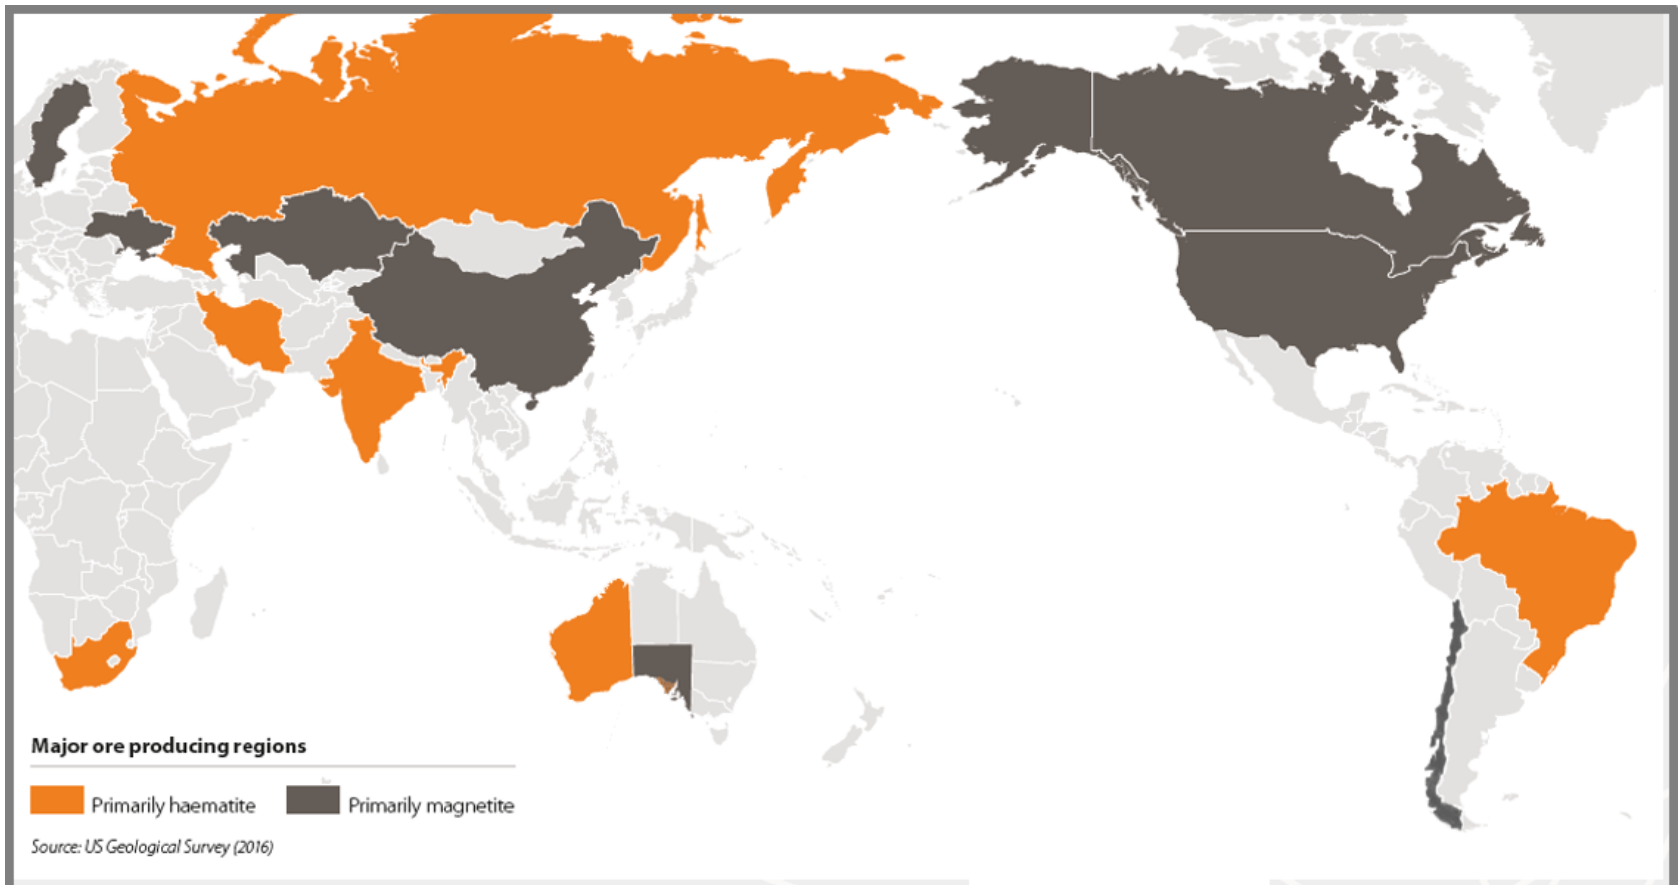 Major ore producing regions
Primarily haematite
Primarily magnetite
Source: US Geological Survey (2016)